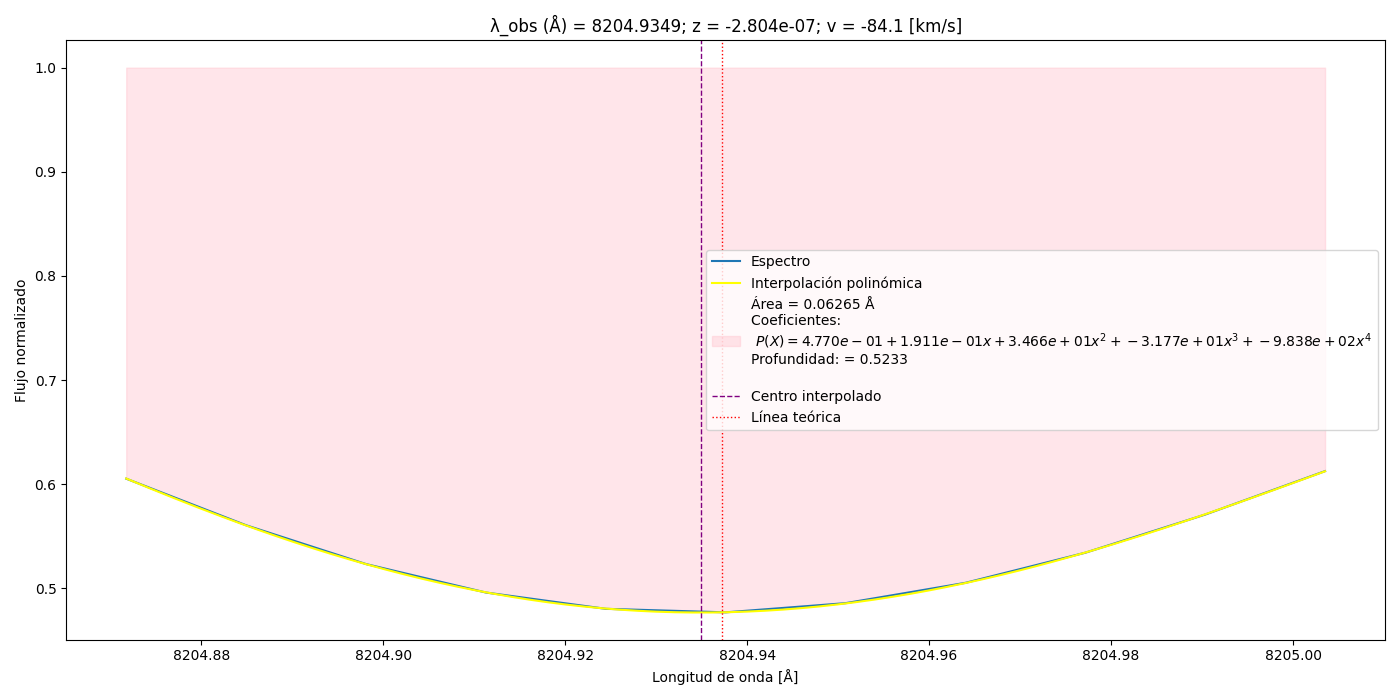 λ_obs (Å) = 8204.9349; z = -2.804e-07; v = -84.1 [km/s]
1.0
0.9
0.8
0.7
0.6
0.5
Flujo normalizado
Espectro
Interpolación polinómica
Área = 0.06265 Å
Coeficientes:
P(X) = 4.770e − 01 + 1.911e − 01x + 3.466e + 01x² + − 3.177e + 01x³ + − 9.838e + 02x⁴
Profundidad: = 0.5233
Centro interpolado
Línea teórica
8204.88 8204.90 8204.92 8204.94 8204.96 8204.98 8205.00
Longitud de onda [Å]